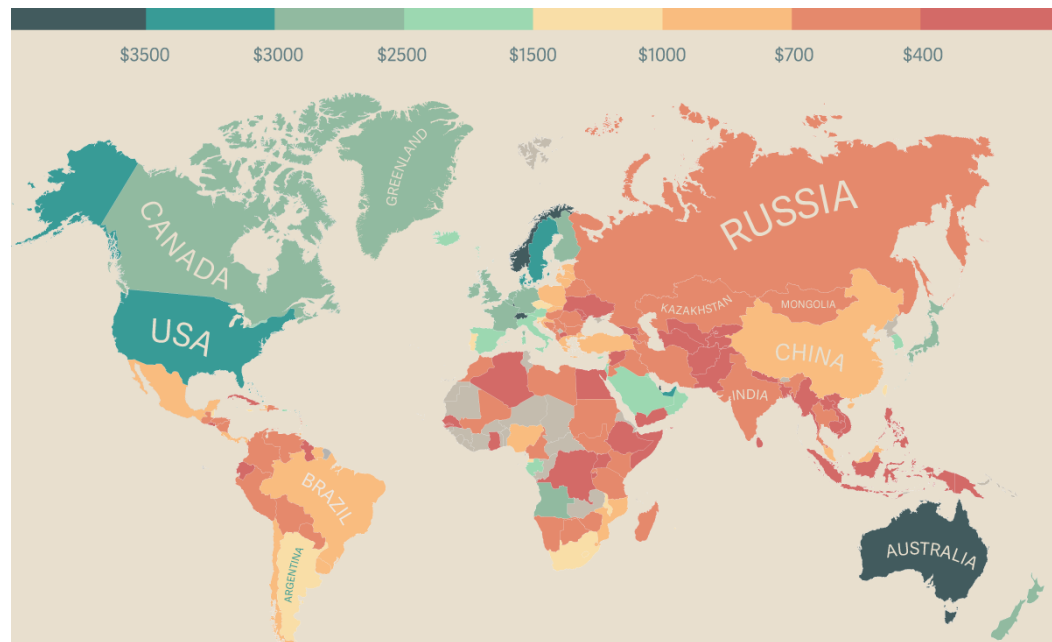 $3500 $3000 $2500 $1500 $1000 $700 $400
GREENLAND
CANADA
RUSSIA
USA
KAZAKHSTAN
MONGOLIA
CHINA
INDIA
BRAZIL
ARGENTINA
AUSTRALIA